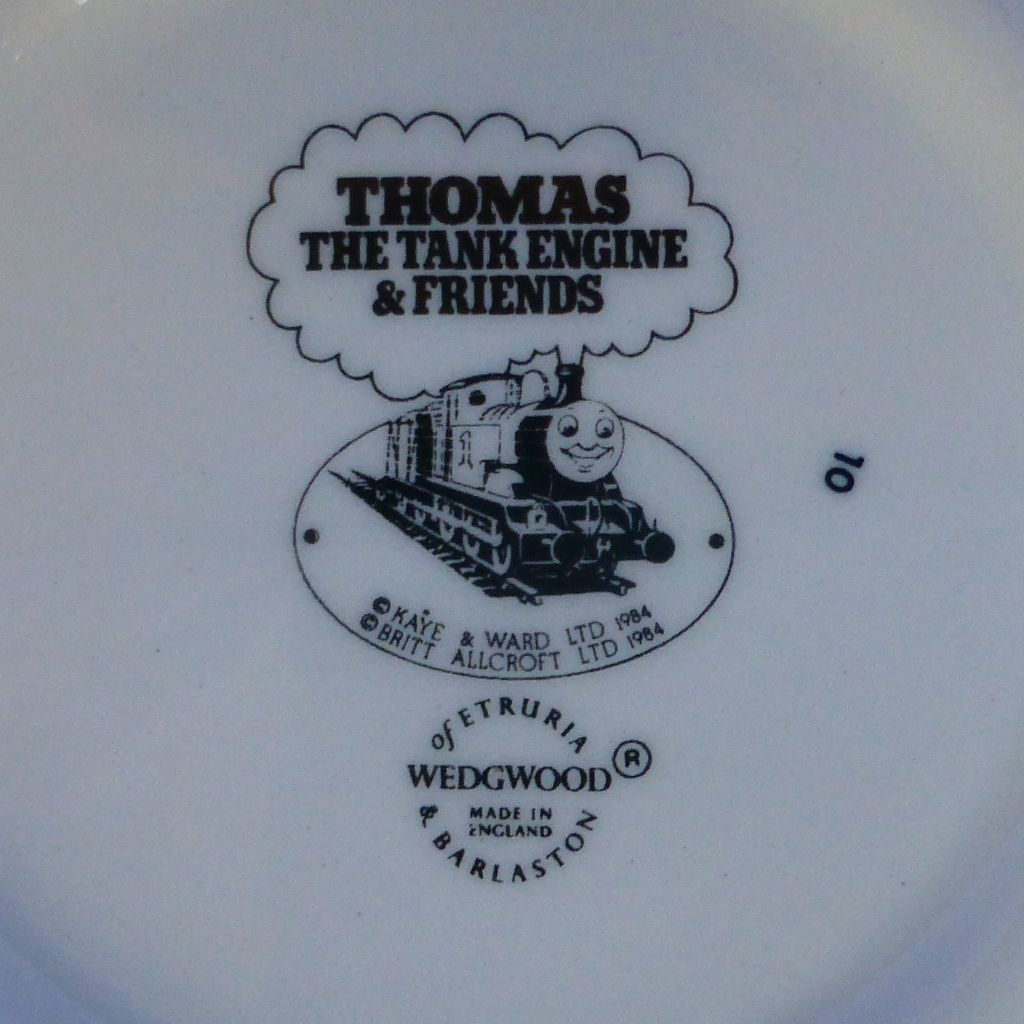 THOMAS
THE TANK ENGINE
& FRIENDS
1
© KAYE & WARD LTD 1984
© BRITT ALLCROFT LTD 1984
10
of ETRURIA
WEDGWOOD ®
MADE IN
ENGLAND
& BARLASTON